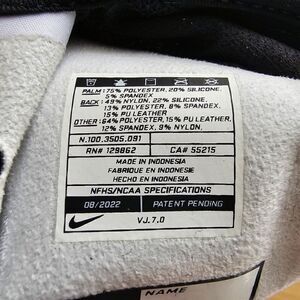 PALM: 75% POLYESTER, 20% SILICONE,
5% SPANDEX
BACK: 49% NYLON, 22% SILICONE,
13% POLYESTER, 8% SPANDEX,
15% PU LEATHER
OTHER: 64% POLYESTER, 15% PU LEATHER,
12% SPANDEX, 9% NYLON,
N.100.3505.091
RN# 129862 CA# 55215
MADE IN INDONESIA
FABRIQUE EN INDONESIE
HECHO EN INDONESIA
NFHS/NCAA SPECIFICATIONS
08/2022 PATENT PENDING
VJ.7.0
NAME